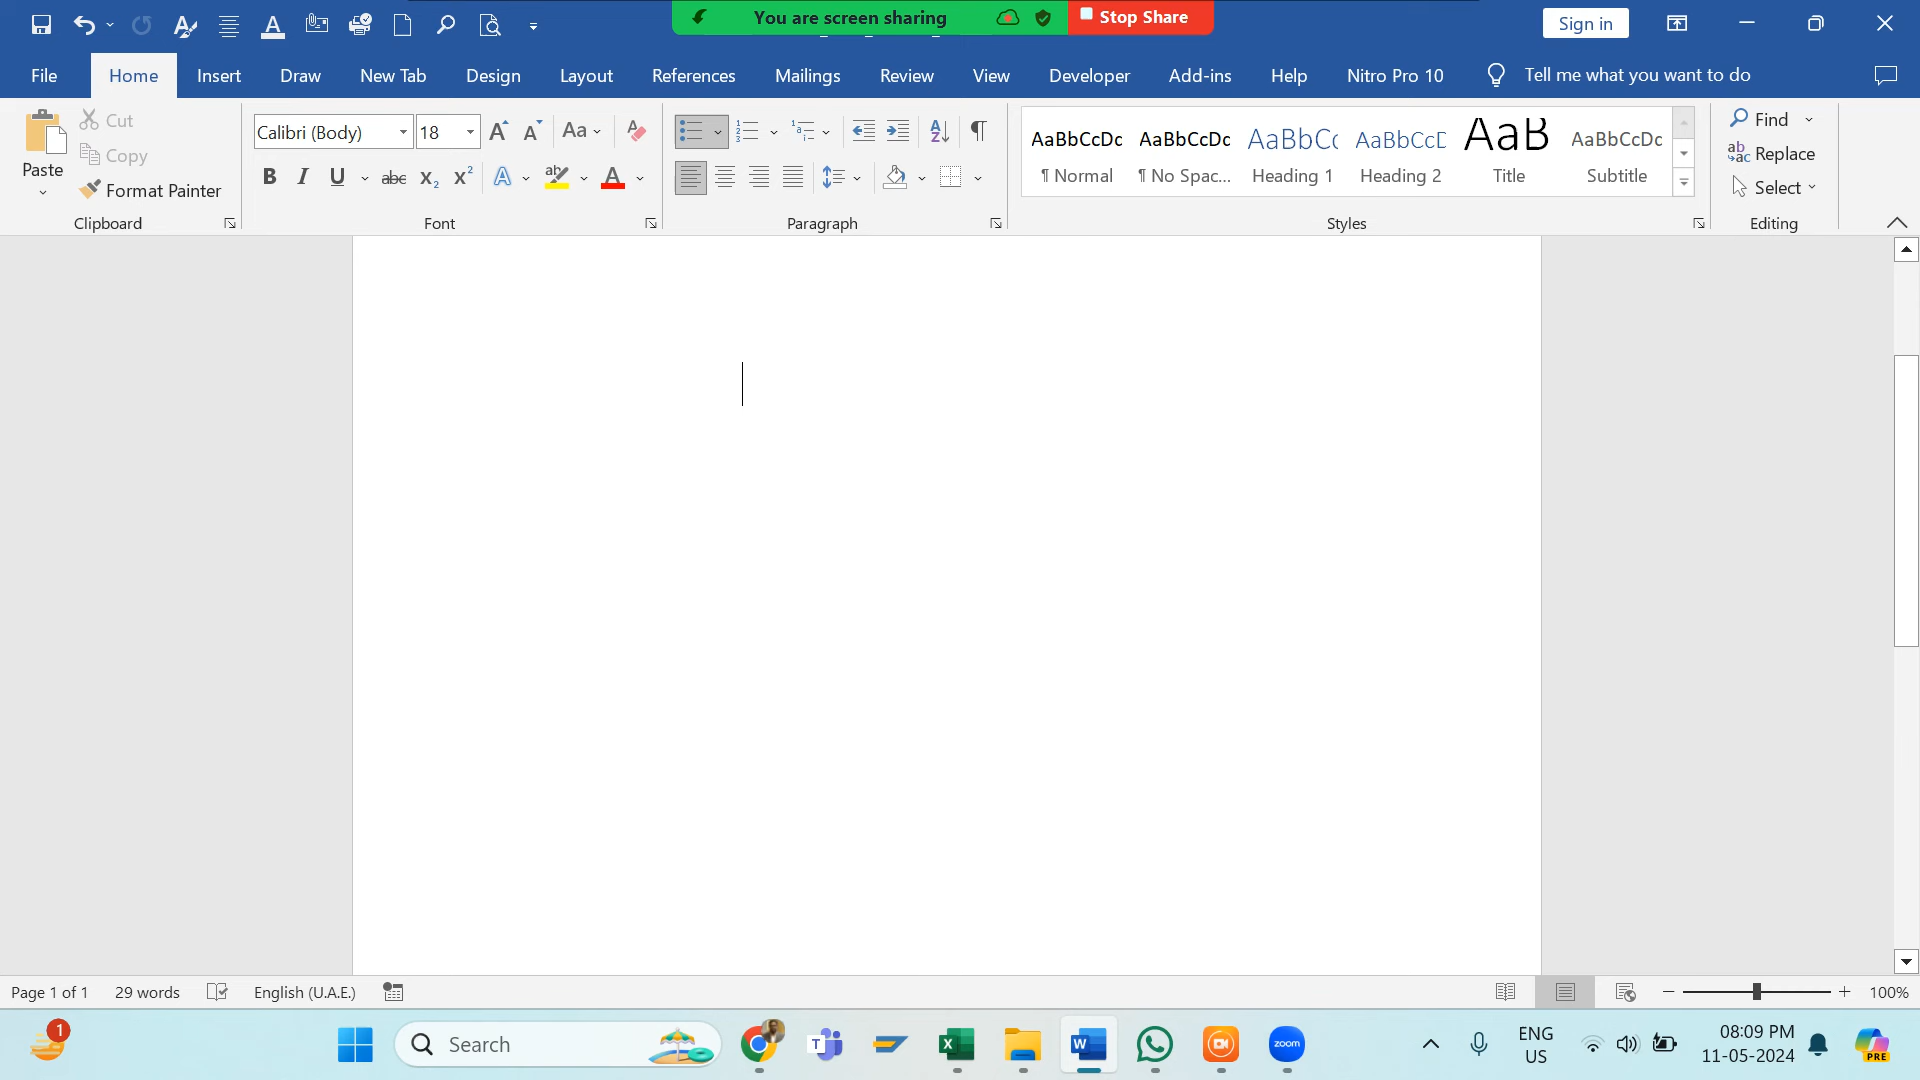 You are screen sharing
Stop Share
Sign in
File Home Insert Draw New Tab Design Layout References Mailings Review View Developer Add-ins Help Nitro Pro 10 Tell me what you want to do
Paste
Cut
Copy
Format Painter
Clipboard
Calibri (Body) 18
Font
Paragraph
AaBbCcDc AaBbCcDc AaBbCc AaBbCcD AaB AaBbCcDc
¶ Normal ¶ No Spac... Heading 1 Heading 2 Title Subtitle
Styles
Find
Replace
Select
Editing
Page 1 of 1 29 words English (U.A.E.) 100%
1
Search
zoom
ENG
US
08:09 PM
11-05-2024
PRE